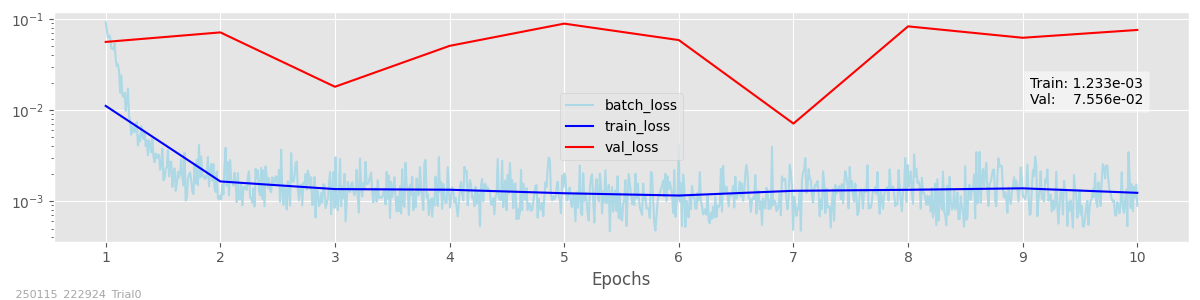 10⁻¹
10⁻²
10⁻³
Train: 1.233e-03
Val: 7.556e-02
batch_loss
train_loss
val_loss
1 2 3 4 5 6 7 8 9 10
Epochs
250115_222924_Trial0